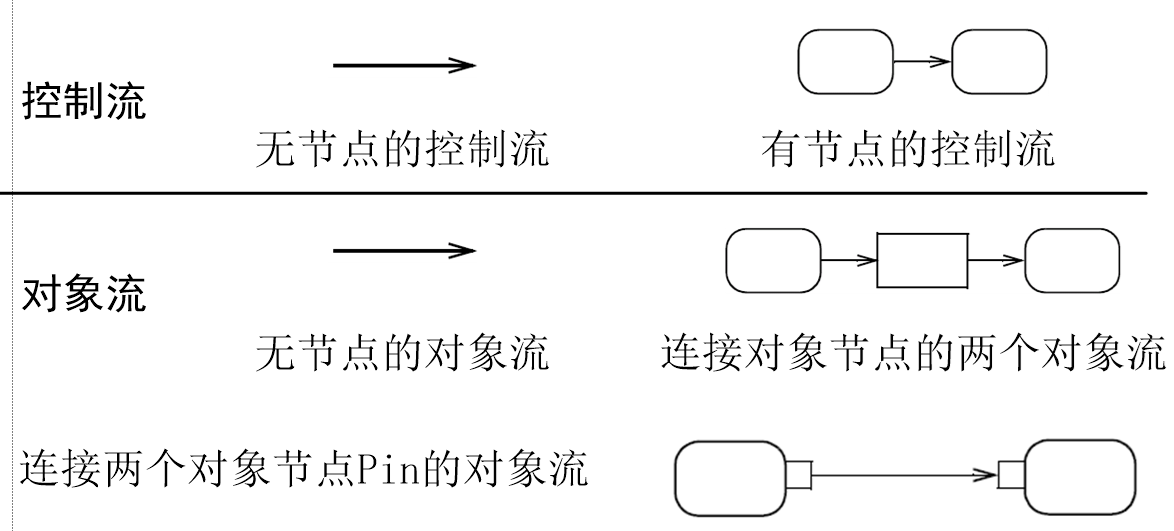 控制流
无节点的控制流
有节点的控制流
对象流
无节点的对象流
连接对象节点的两个对象流
连接两个对象节点Pin的对象流